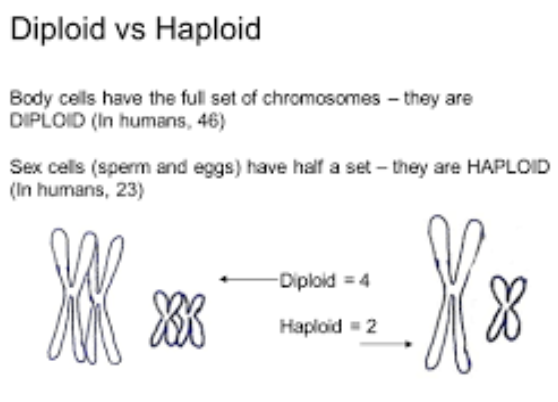 Diploid vs Haploid
Body cells have the full set of chromosomes – they are
DIPLOID (In humans, 46)
Sex cells (sperm and eggs) have half a set – they are HAPLOID
(In humans, 23)
Diploid = 4
Haploid = 2